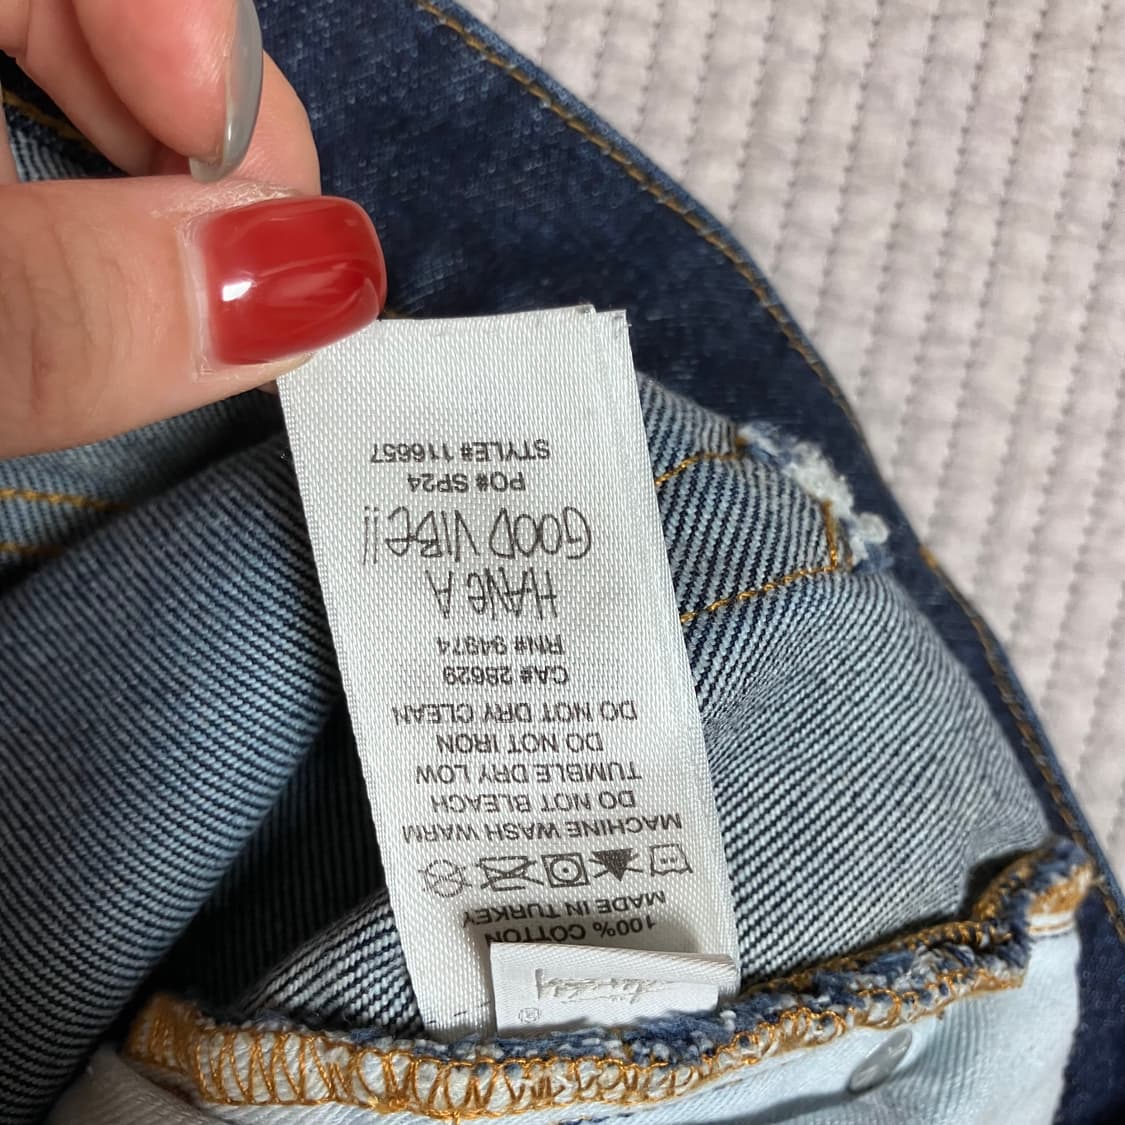 100% COTTON
MADE IN TURKEY
MACHINE WASH WARM
DO NOT BLEACH
TUMBLE DRY LOW
DO NOT IRON
DO NOT DRY CLEAN
CA# 28629
RN# 94974
HAVE A
GOOD VIBE!!
PO# SP24
STYLE# 116657